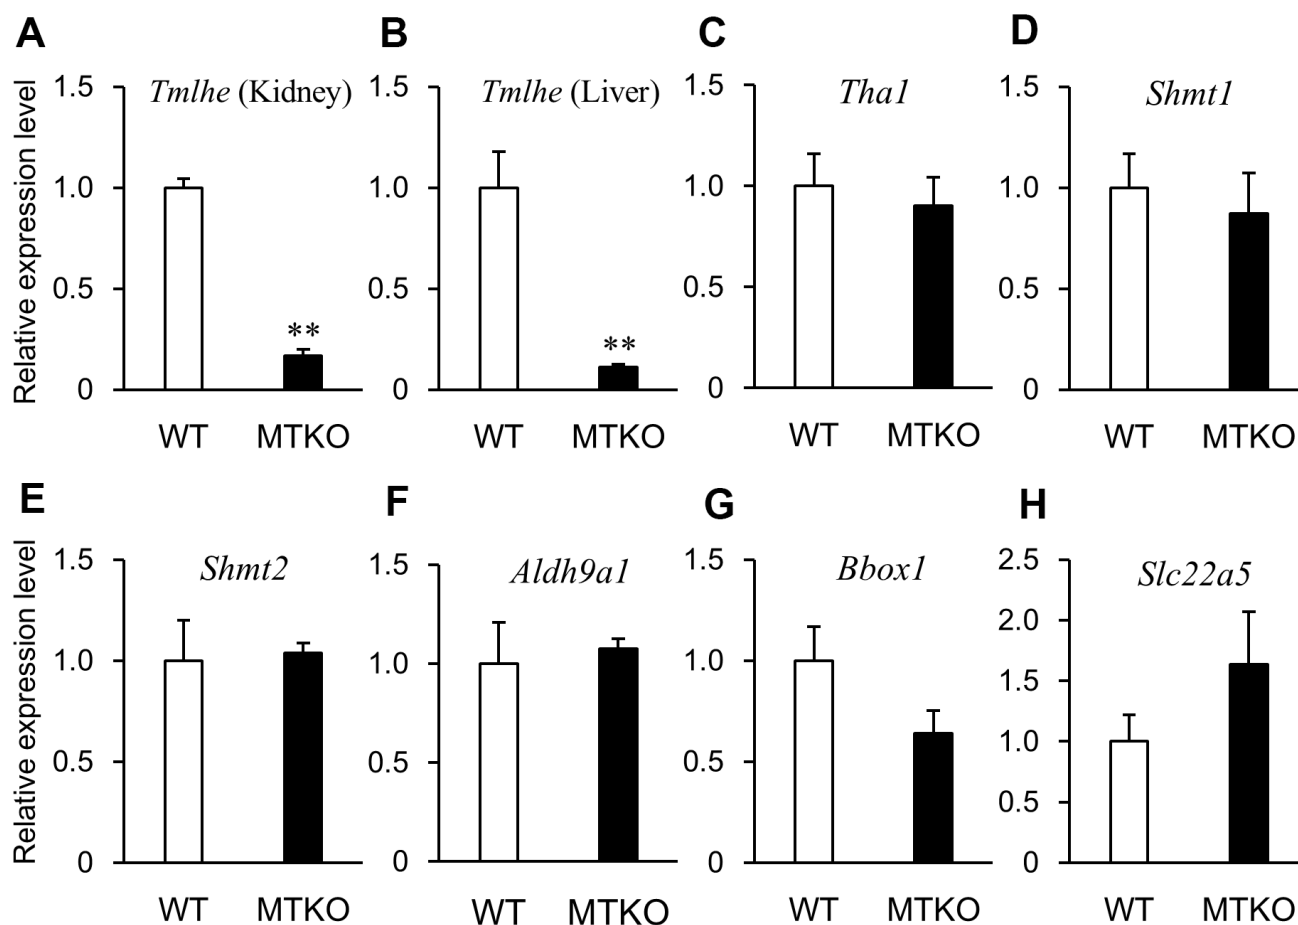 A
B
C
D
Relative expression level
1.5
1.0
0.5
0
Tmlhe (Kidney)
**
WT MTKO
1.5
1.0
0.5
0
Tmlhe (Liver)
**
WT MTKO
1.5
1.0
0.5
0
Tha1
WT MTKO
1.5
1.0
0.5
0
Shmt1
WT MTKO
E
F
G
H
Relative expression level
1.5
1.0
0.5
0
Shmt2
WT MTKO
1.5
1.0
0.5
0
Aldh9a1
WT MTKO
1.5
1.0
0.5
0
Bbox1
WT MTKO
2.5
2.0
1.5
1.0
0.5
0
Slc22a5
WT MTKO